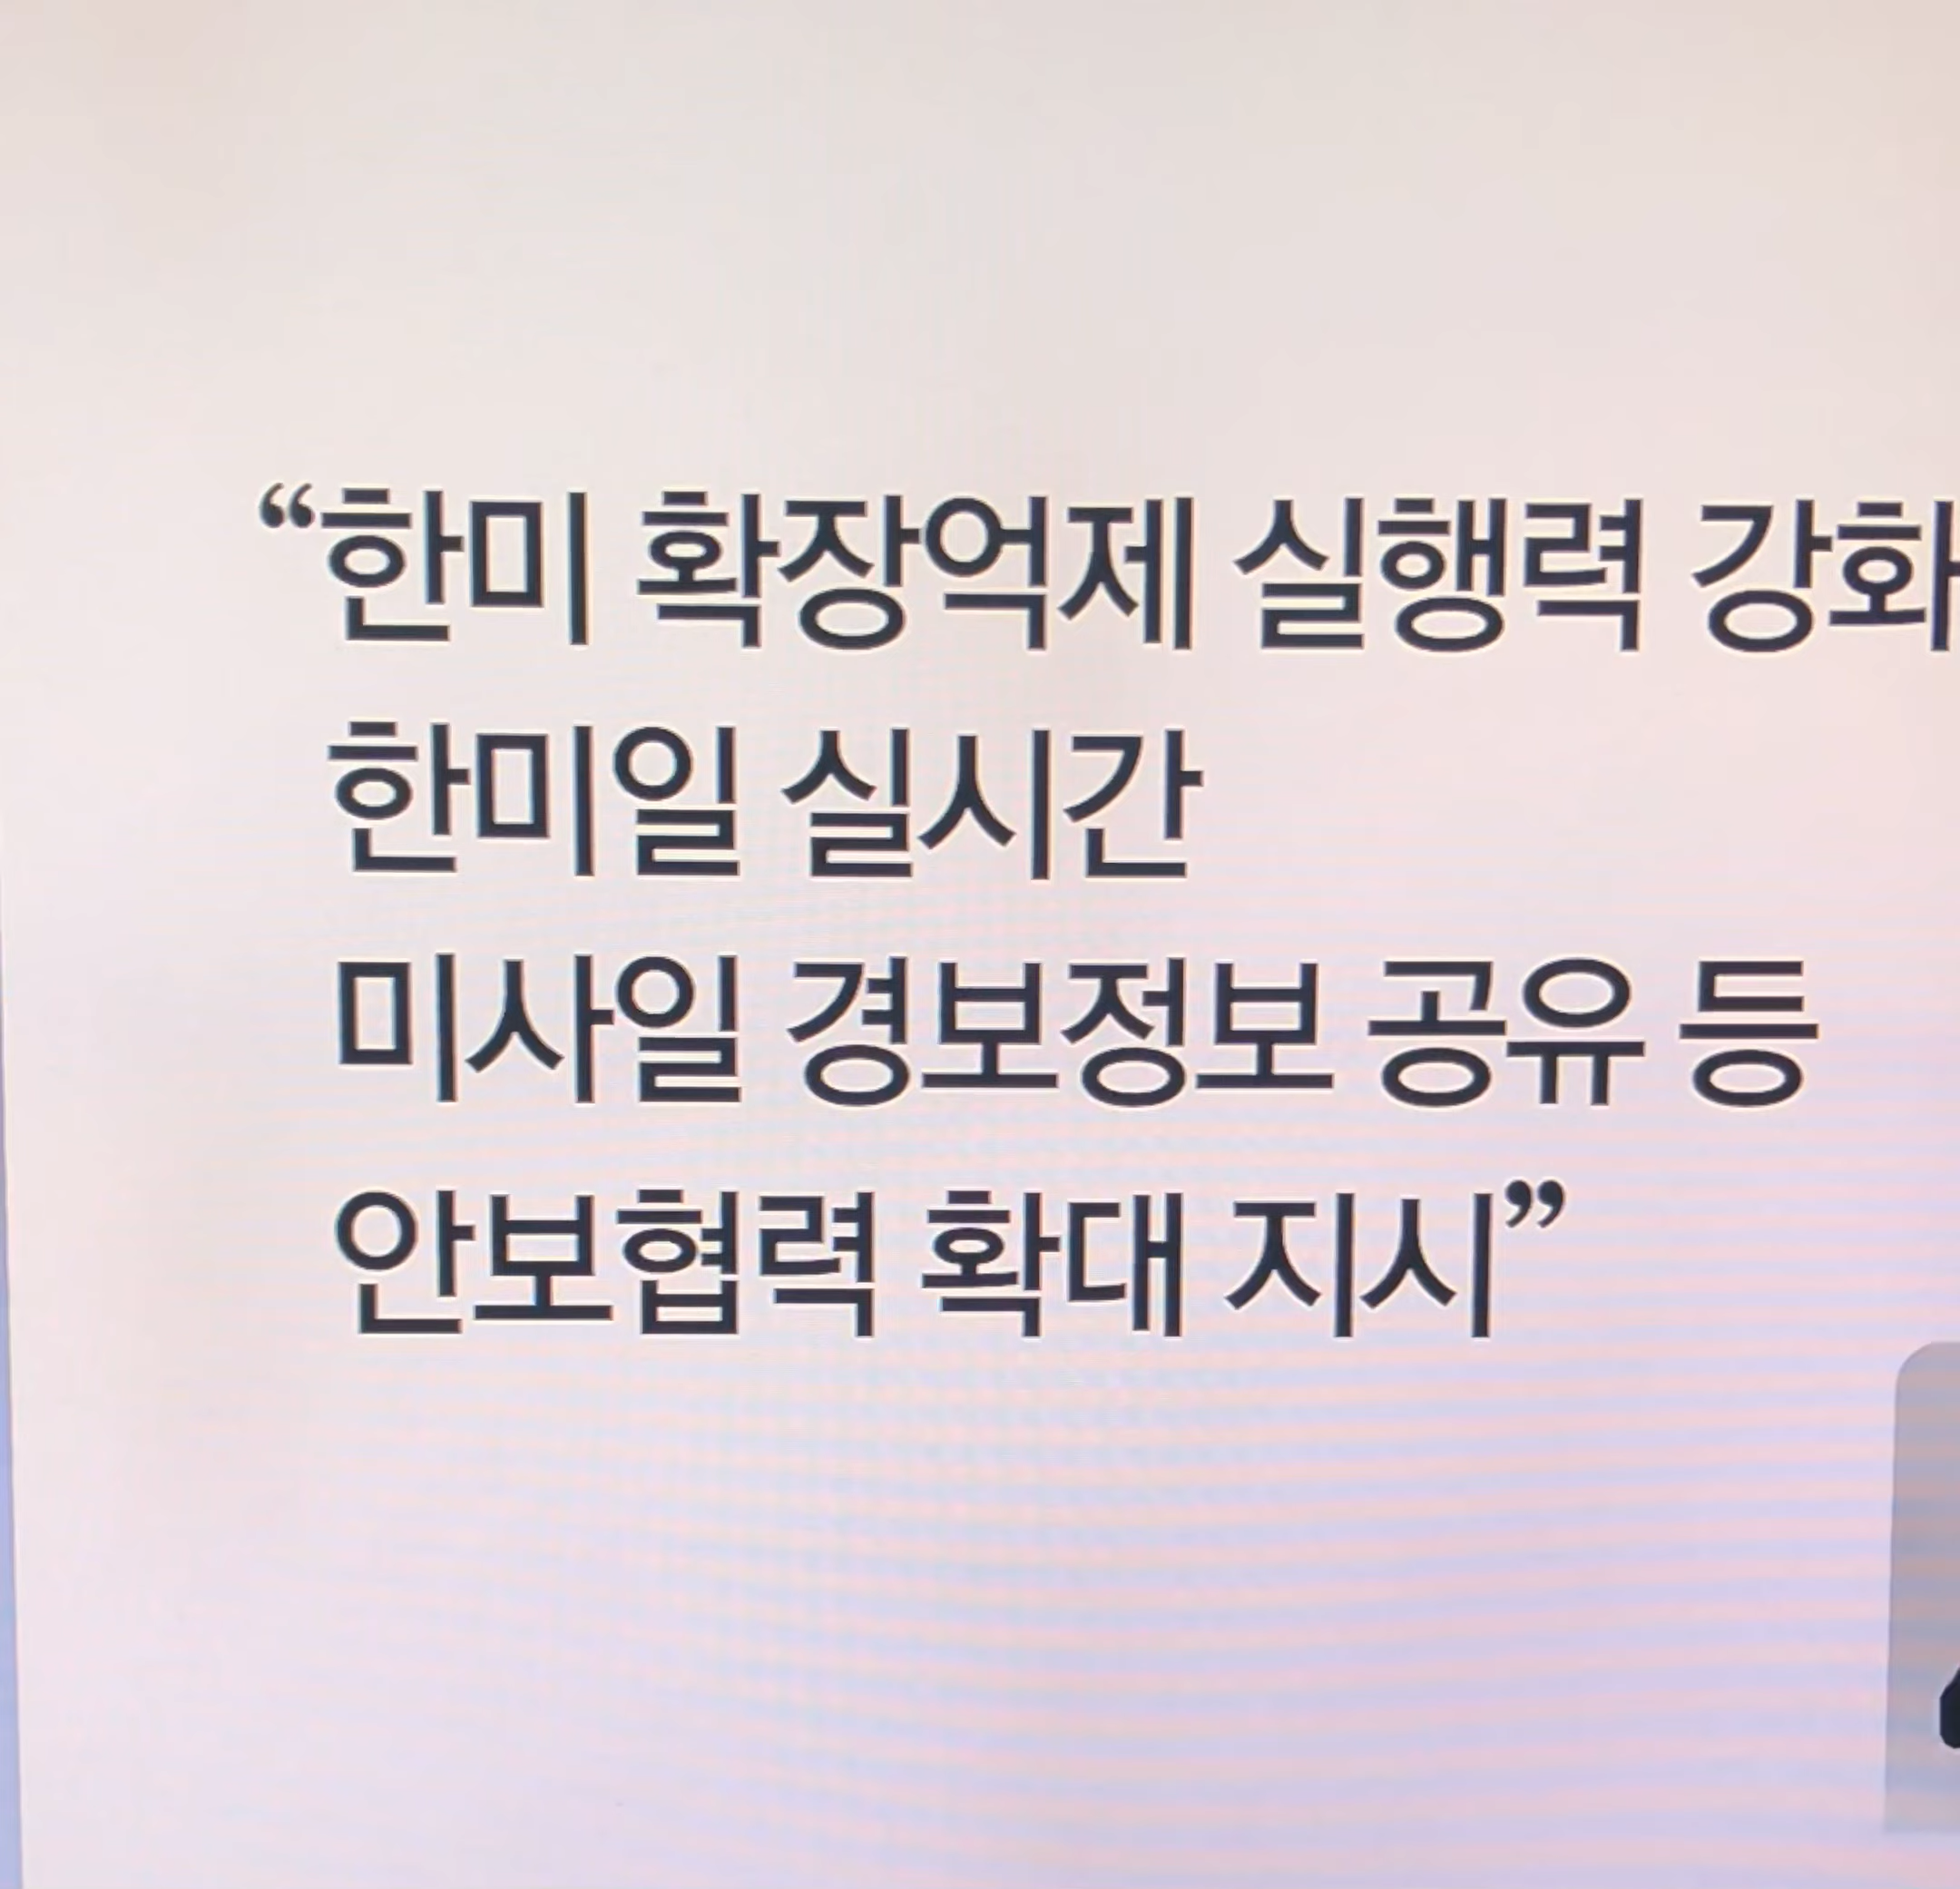 “한미 확장억제 실행력 강화
한미일 실시간
미사일 경보정보 공유 등
안보협력 확대 지시”